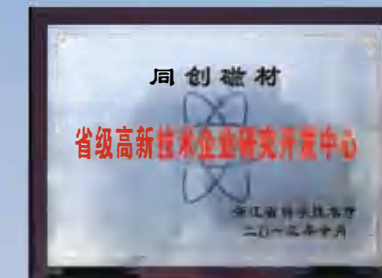 同创磁材
省级高新技术企业研究开发中心
浙江省科学技术厅
二〇一三年十月